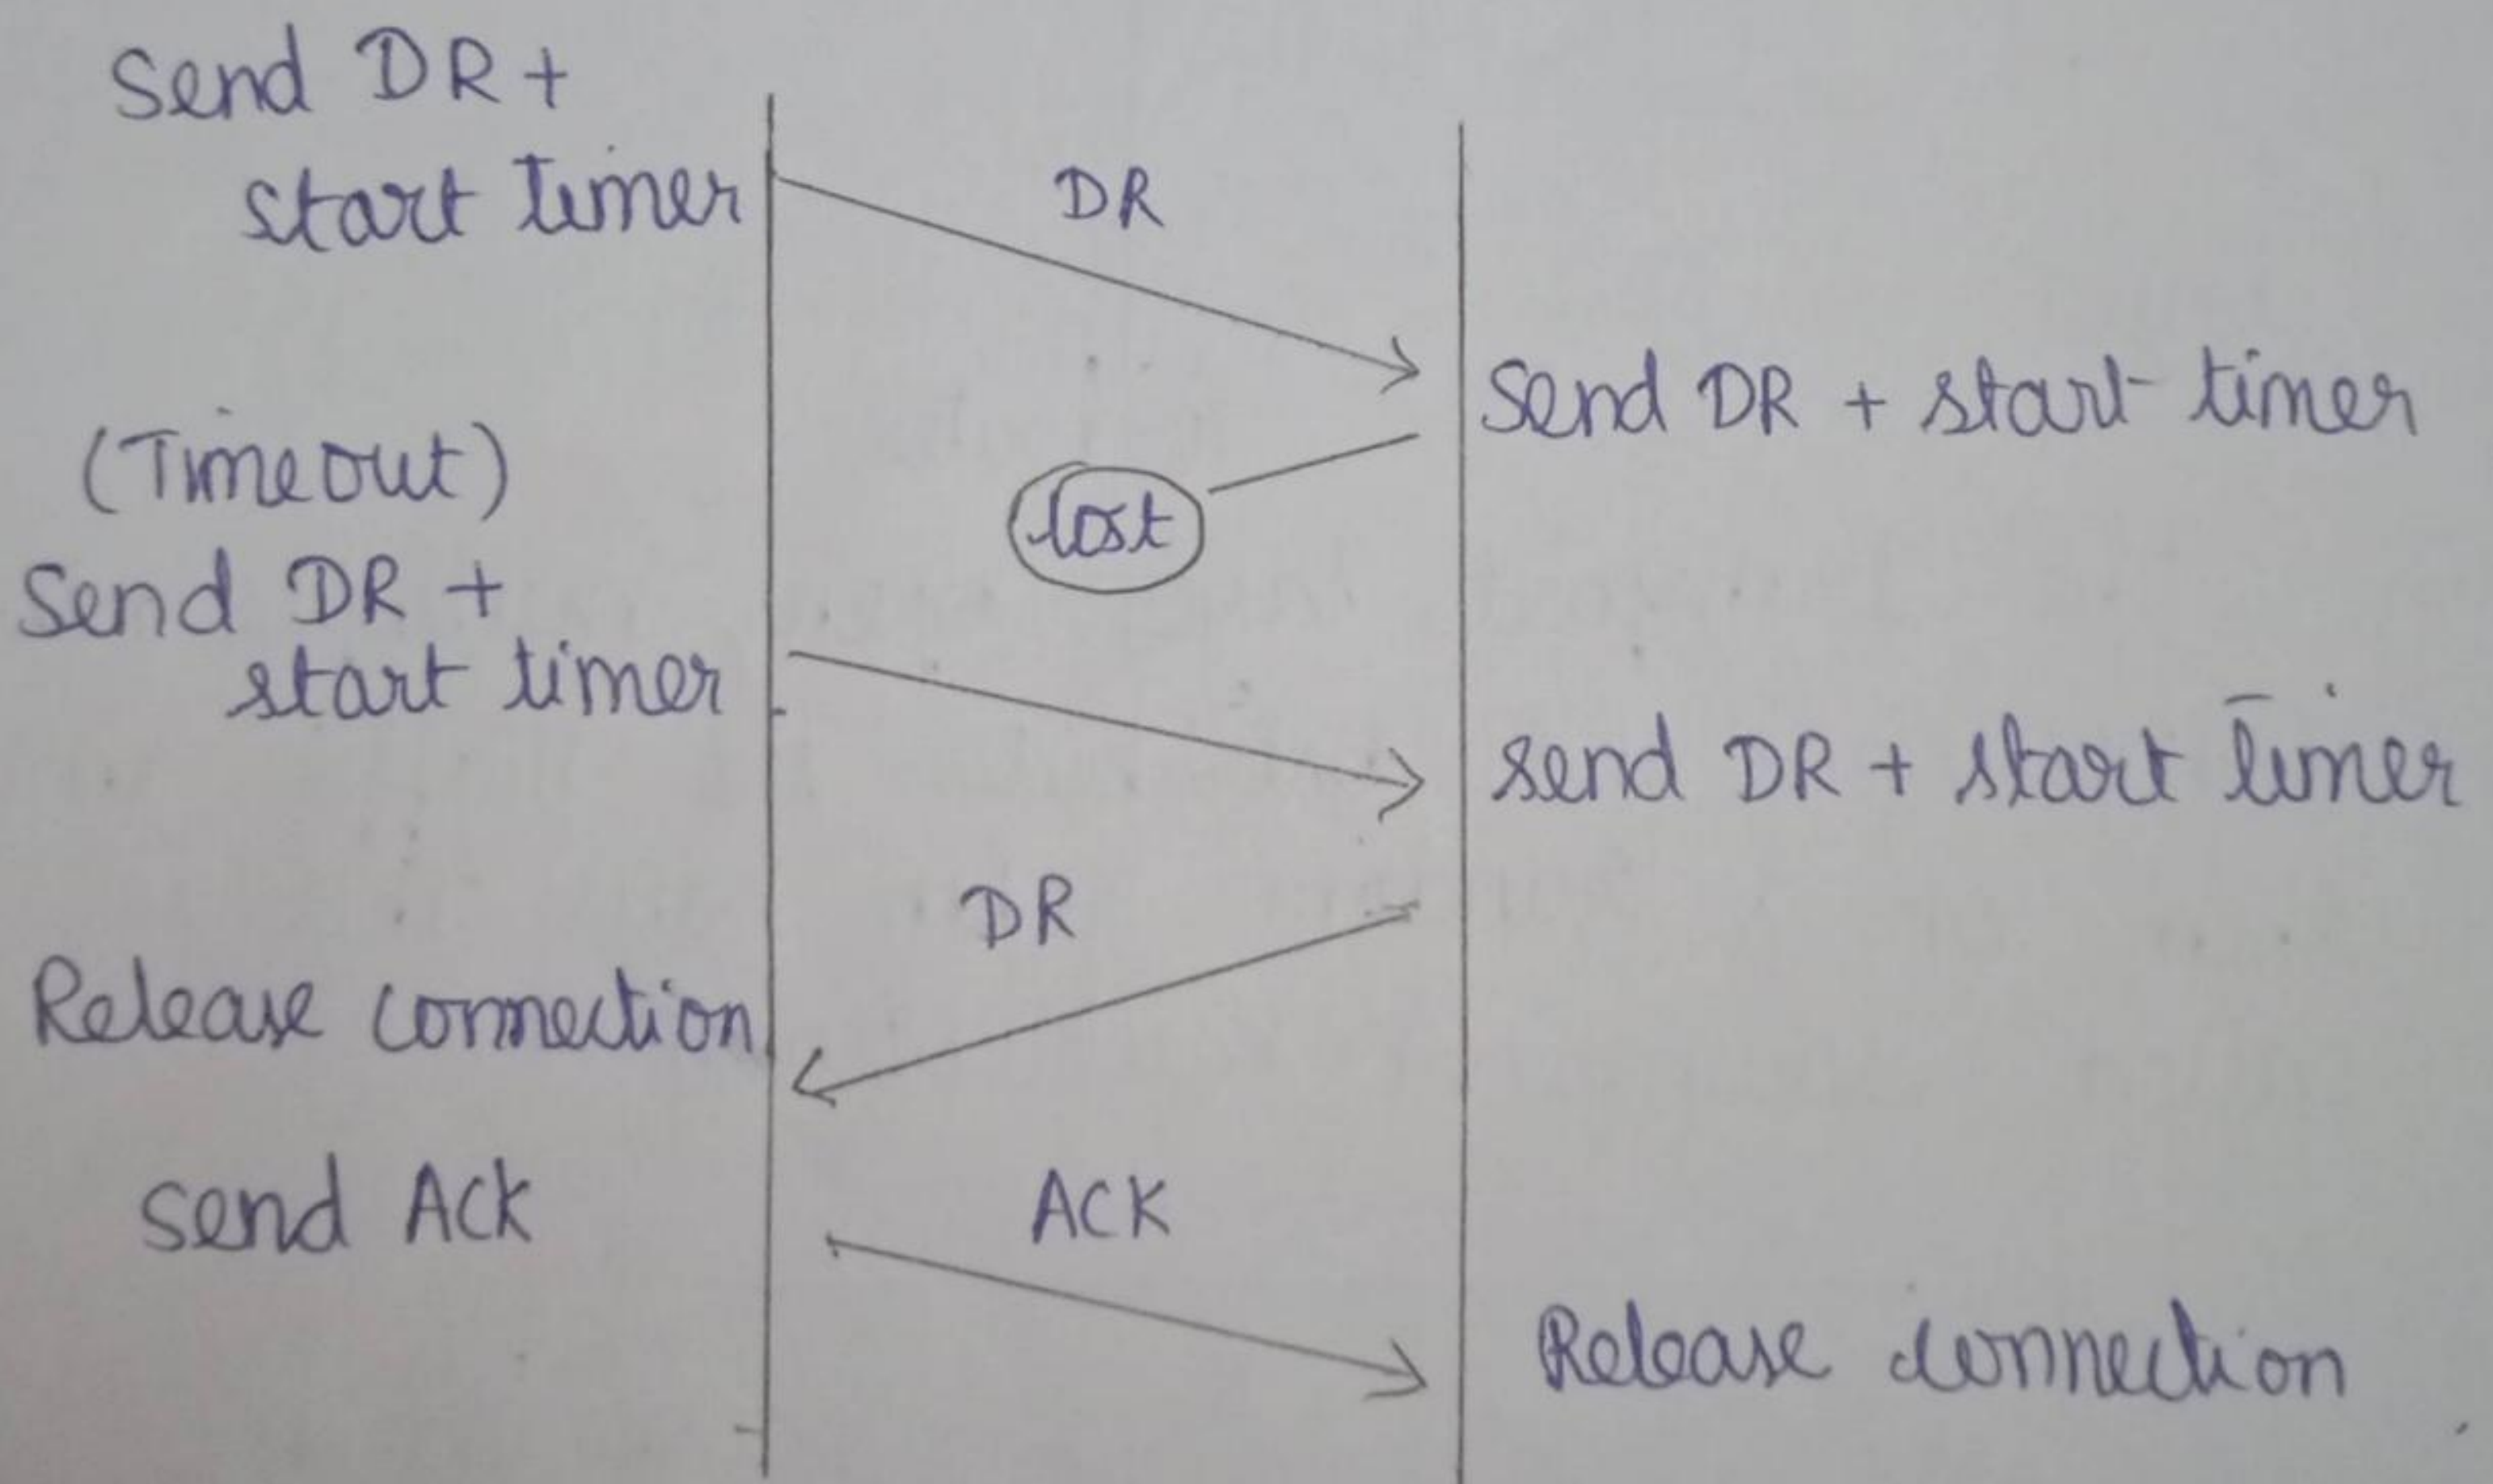 Send DR +
start timer
DR
Send DR + start timer
(Timeout)
lost
Send DR +
start timer
send DR + start timer
DR
Release connection
send Ack
ACK
Release connection